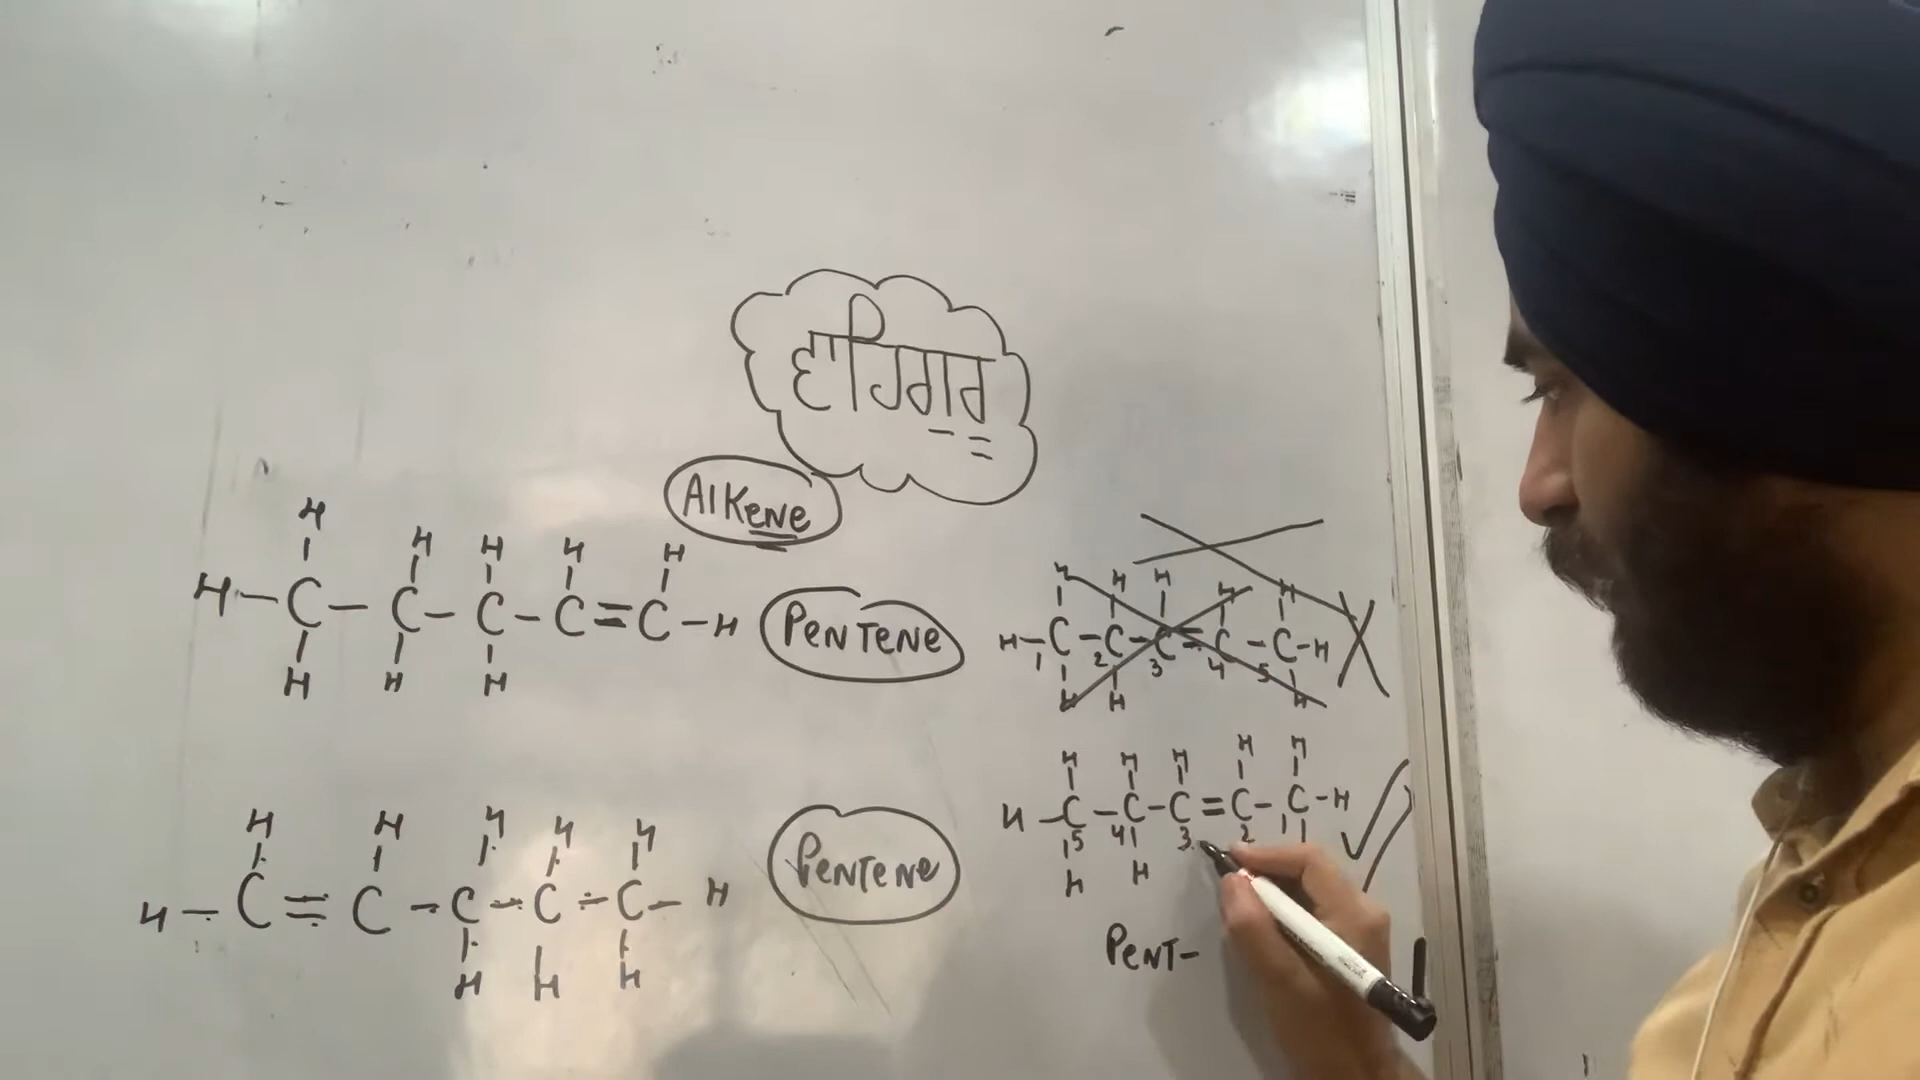 ਵਾਹਿਗੁਰੂ
Alkene
H
H H H H
H-C-C-C-C=C-H
H H H
PENTENE
H H H H H
H-C-C-C=C-C-H
1 2 3 4 5
H H H
H H H H H
H-C-C-C=C-C-H
5 4 3 2 1
H H
H H H H H
H-C=C-C-C-C-H
H H H
PENTENE
PENT-